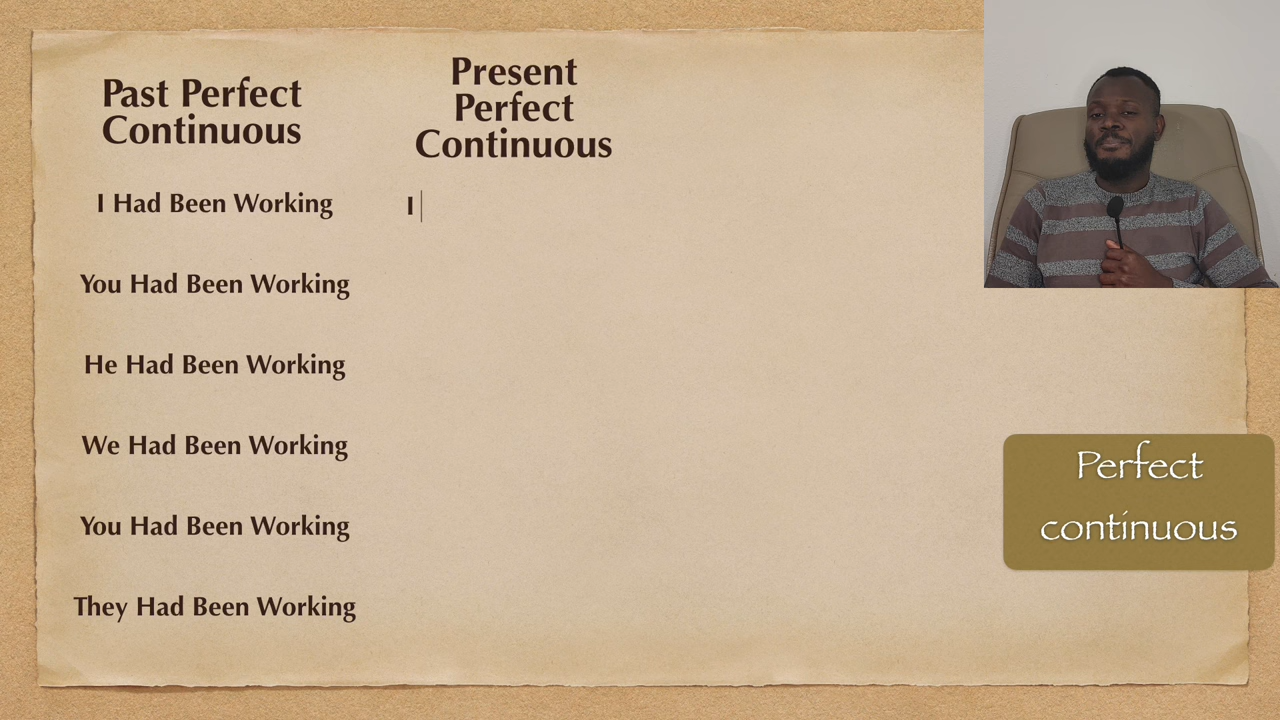 Past Perfect
Continuous
Present
Perfect
Continuous
I Had Been Working
I
You Had Been Working
He Had Been Working
We Had Been Working
You Had Been Working
They Had Been Working
Perfect
continuous